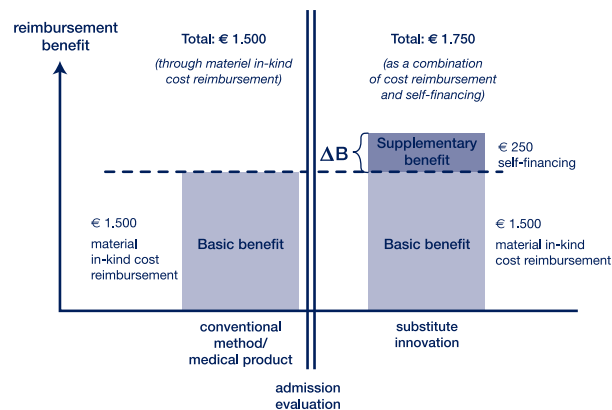 reimbursement
benefit
Total: € 1.500
(through materiel in-kind
cost reimbursement)
Total: € 1.750
(as a combination
of cost reimbursement
and self-financing)
ΔB
Supplementary
benefit
€ 250
self-financing
€ 1.500
material
in-kind cost
reimbursement
Basic benefit
Basic benefit
€ 1.500
material in-kind
cost reimbursement
conventional
method/
medical product
substitute
innovation
admission
evaluation